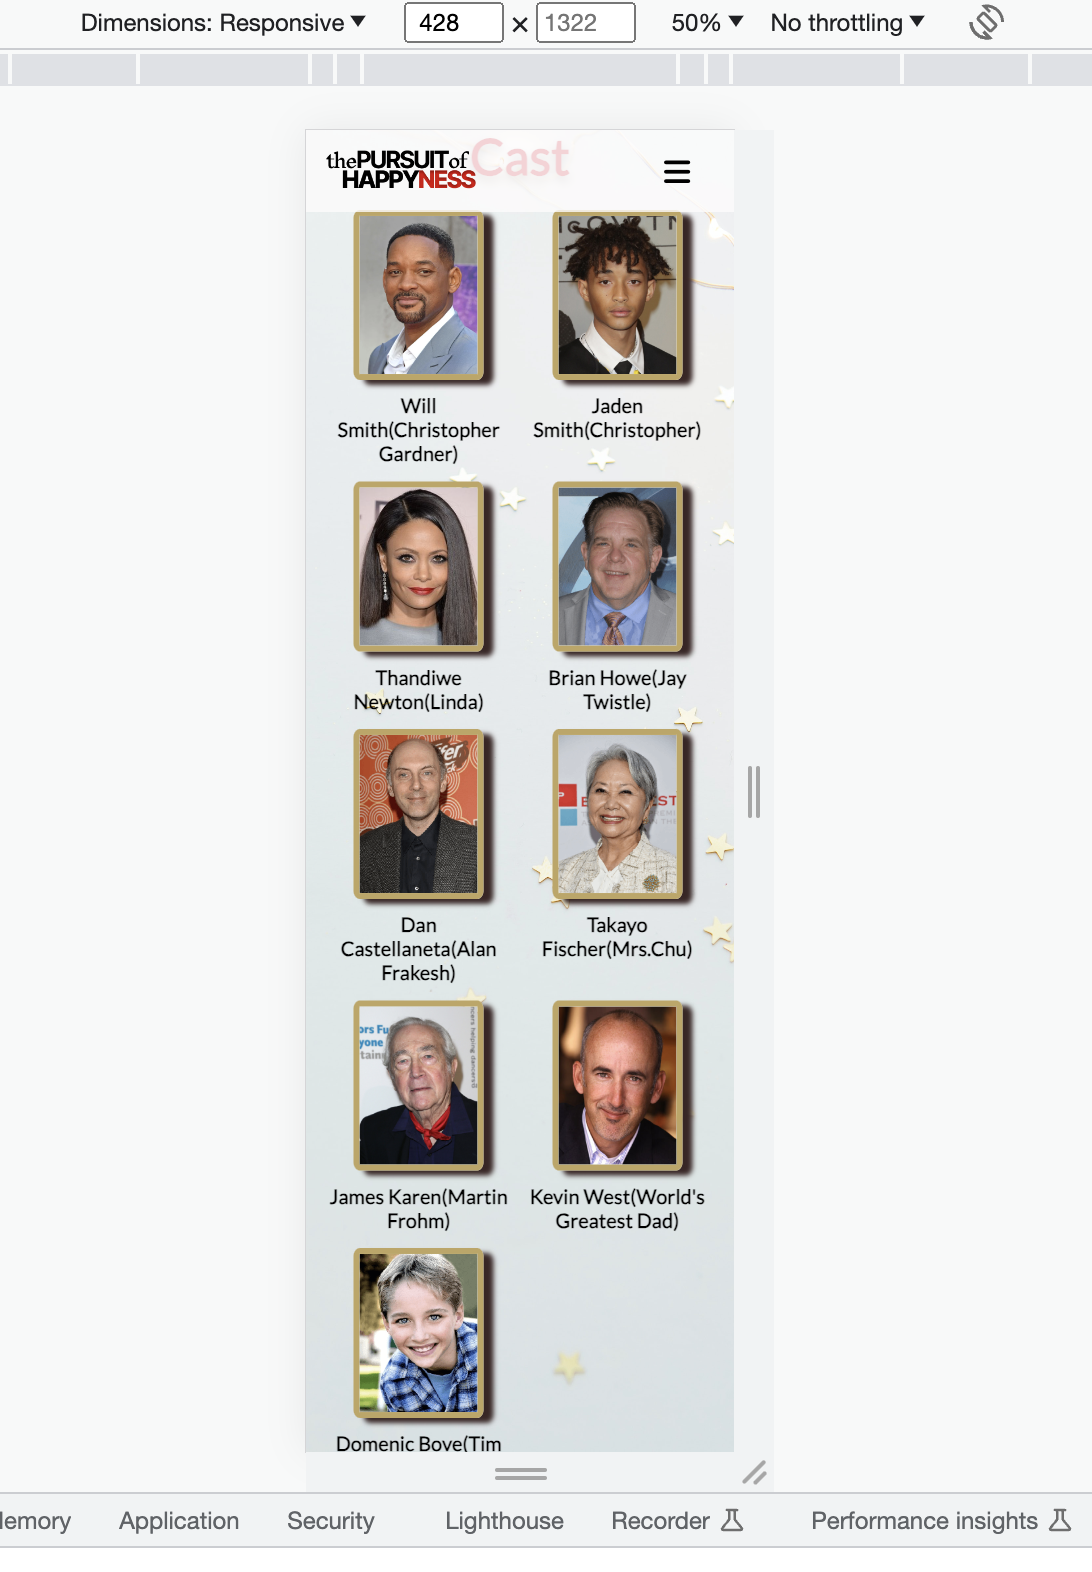 Dimensions: Responsive ▼ 428 × 1322 50% ▼ No throttling ▼
thePURSUITof
HAPPYNESS
Cast
Will
Smith(Christopher
Gardner)
Jaden
Smith(Christopher)
Thandiwe
Newton(Linda)
Brian Howe(Jay
Twistle)
Dan
Castellaneta(Alan
Frakesh)
Takayo
Fischer(Mrs.Chu)
James Karen(Martin
Frohm)
Kevin West(World's
Greatest Dad)
Domenic Bove(Tim
lemory Application Security Lighthouse Recorder Performance insights